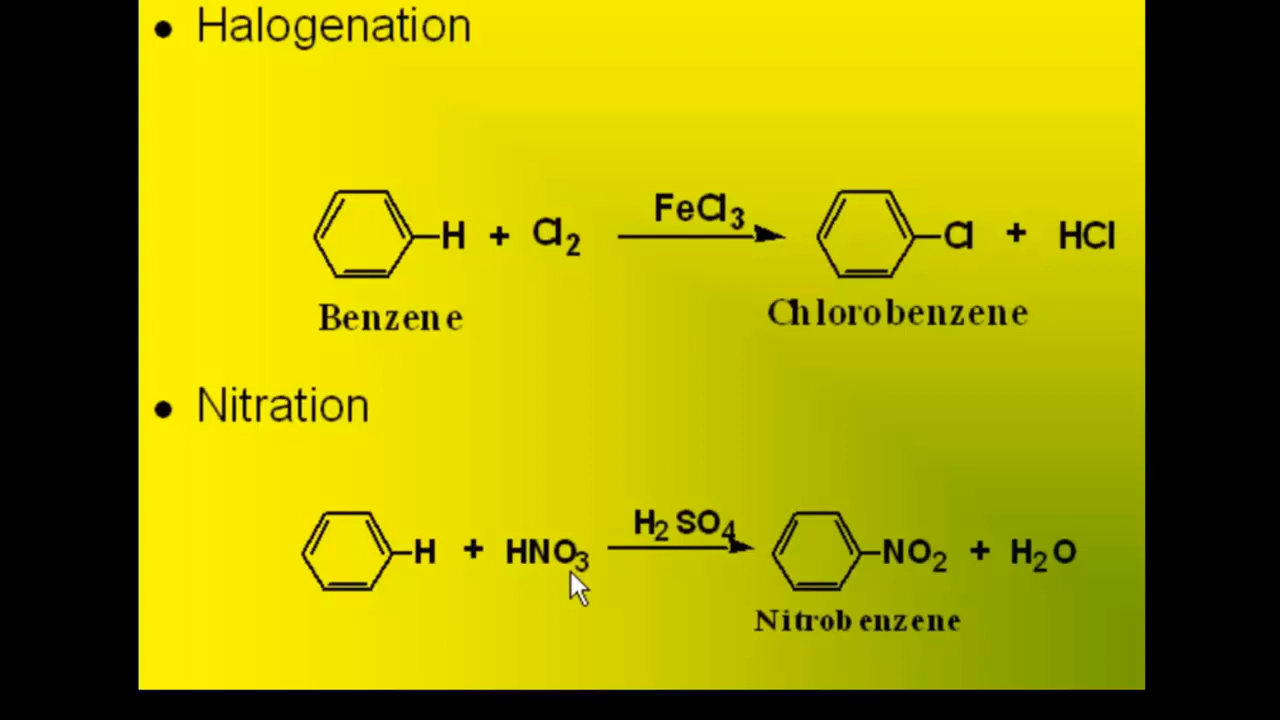 • Halogenation
FeCl3
H + Cl2 Cl + HCl
Benzene Chlorobenzene
• Nitration
H2SO4
H + HNO3 NO2 + H2O
Nitrobenzene